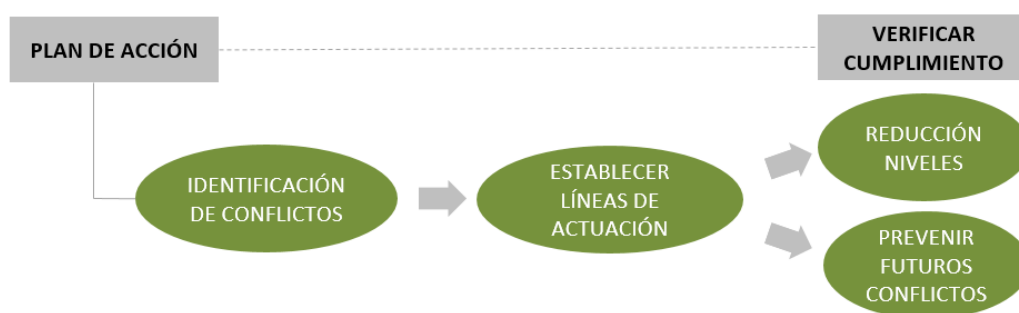 PLAN DE ACCIÓN
VERIFICAR
CUMPLIMIENTO
IDENTIFICACIÓN
DE CONFLICTOS
ESTABLECER
LÍNEAS DE
ACTUACIÓN
REDUCCIÓN
NIVELES
PREVENIR
FUTUROS
CONFLICTOS